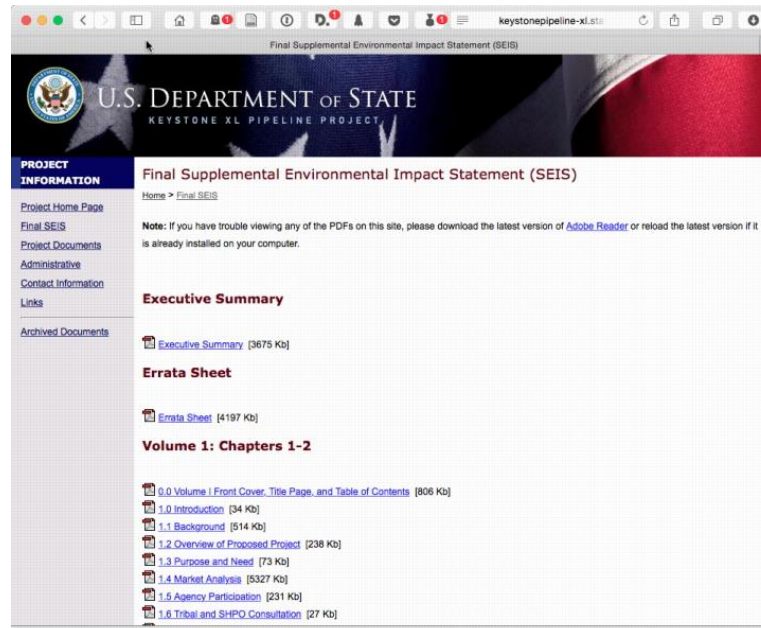 keystonepipeline-xl.sta
Final Supplemental Environmental Impact Statement (SEIS)
U.S. DEPARTMENT OF STATE
KEYSTONE XL PIPELINE PROJECT
PROJECT
INFORMATION
Project Home Page
Final SEIS
Project Documents
Administrative
Contact Information
Links
Archived Documents
Final Supplemental Environmental Impact Statement (SEIS)
Home > Final SEIS
Note: If you have trouble viewing any of the PDFs on this site, please download the latest version of Adobe Reader or reload the latest version if it
is already installed on your computer.
Executive Summary
Executive Summary [3675 Kb]
Errata Sheet
Errata Sheet [4197 Kb]
Volume 1: Chapters 1-2
0.0 Volume I Front Cover, Title Page, and Table of Contents [806 Kb]
1.0 Introduction [34 Kb]
1.1 Background [514 Kb]
1.2 Overview of Proposed Project [238 Kb]
1.3 Purpose and Need [73 Kb]
1.4 Market Analysis [5327 Kb]
1.5 Agency Participation [231 Kb]
1.6 Tribal and SHPO Consultation [27 Kb]